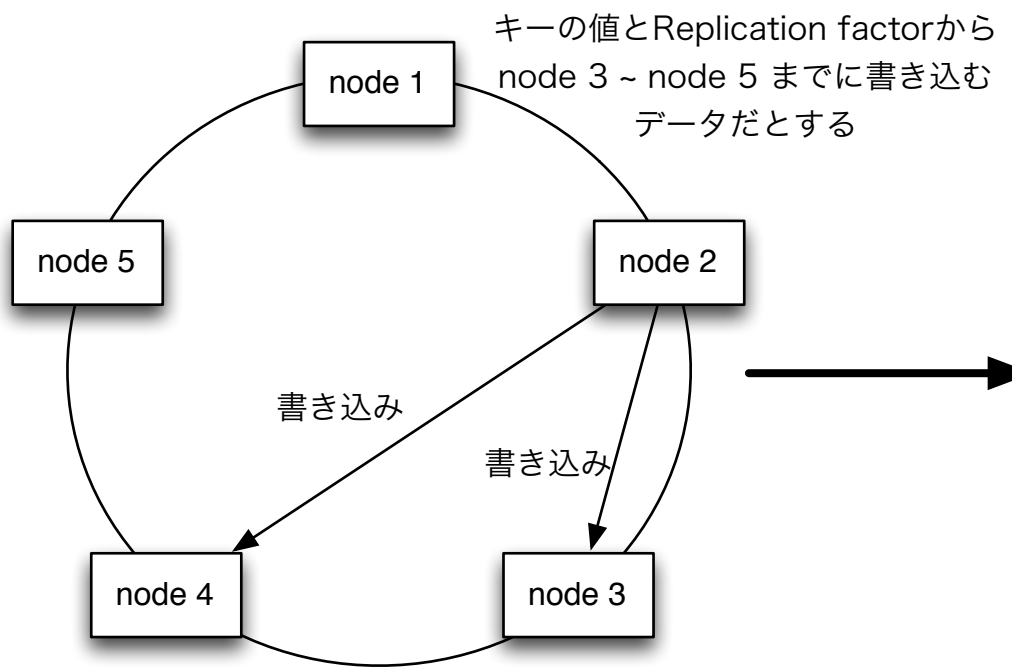 キーの値とReplication factorから
node 3 ~ node 5 までに書き込む
データだとする
node 1
node 5
node 2
書き込み
書き込み
node 4
node 3